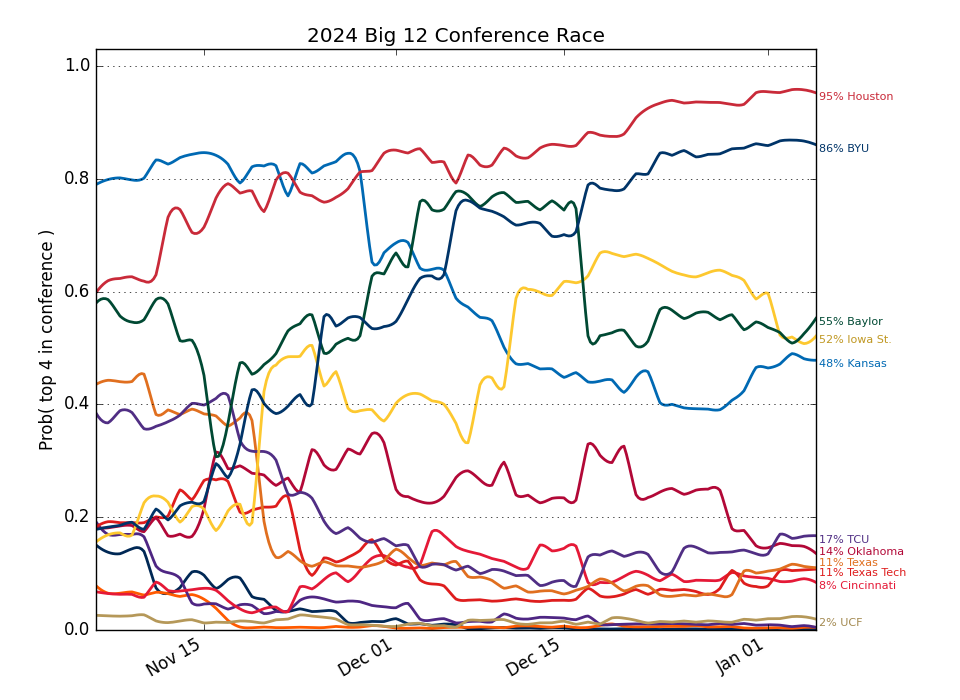 2024 Big 12 Conference Race
1.0
0.8
0.6
0.4
0.2
0.0
Prob( top 4 in conference )
95% Houston
86% BYU
55% Baylor
52% Iowa St.
48% Kansas
17% TCU
14% Oklahoma
11% Texas
11% Texas Tech
8% Cincinnati
2% UCF
Nov 15
Dec 01
Dec 15
Jan 01